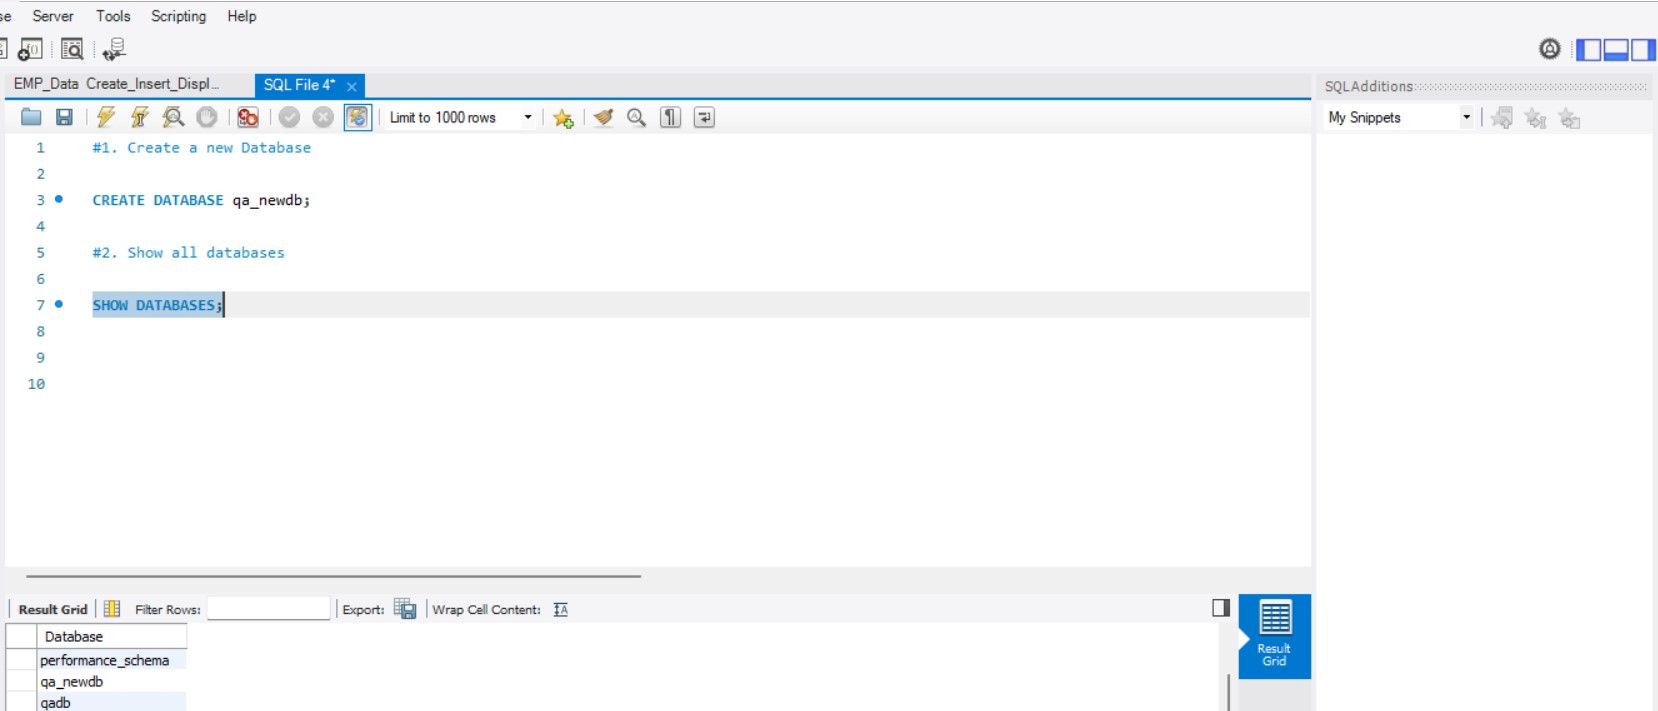 se Server Tools Scripting Help
EMP_Data Create_Insert_Displ...
SQL File 4*
SQLAdditions
Limit to 1000 rows
My Snippets
1 #1. Create a new Database
2
3 CREATE DATABASE qa_newdb;
4
5 #2. Show all databases
6
7 SHOW DATABASES;
8
9
10
Result Grid Filter Rows: Export: Wrap Cell Content: IA
Database
performance_schema
qa_newdb
qadb
Result
Grid